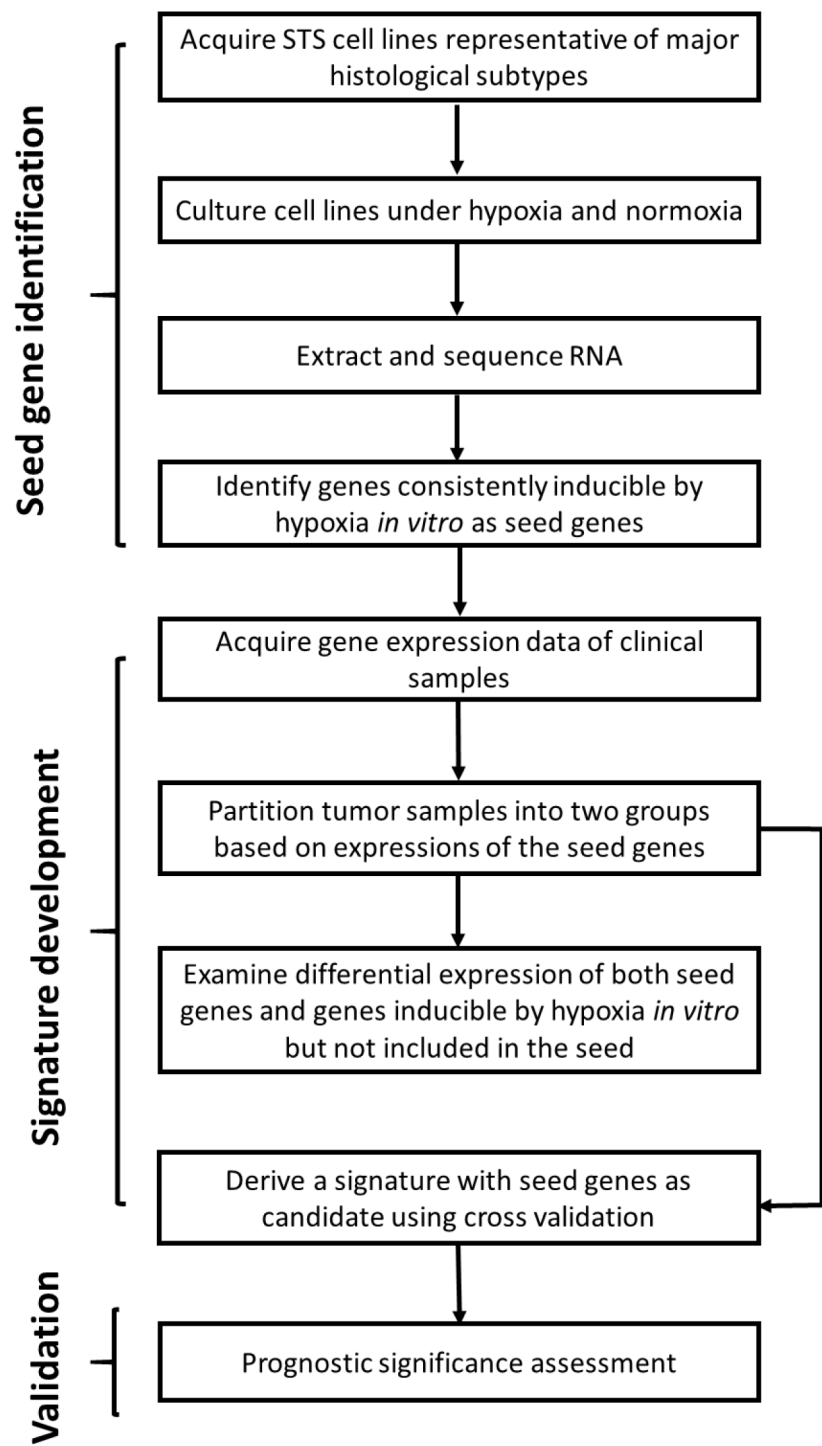 Seed gene identification
Acquire STS cell lines representative of major
histological subtypes
Culture cell lines under hypoxia and normoxia
Extract and sequence RNA
Identify genes consistently inducible by
hypoxia in vitro as seed genes
Signature development
Acquire gene expression data of clinical
samples
Partition tumor samples into two groups
based on expressions of the seed genes
Examine differential expression of both seed
genes and genes inducible by hypoxia in vitro
but not included in the seed
Derive a signature with seed genes as
candidate using cross validation
Validation
Prognostic significance assessment